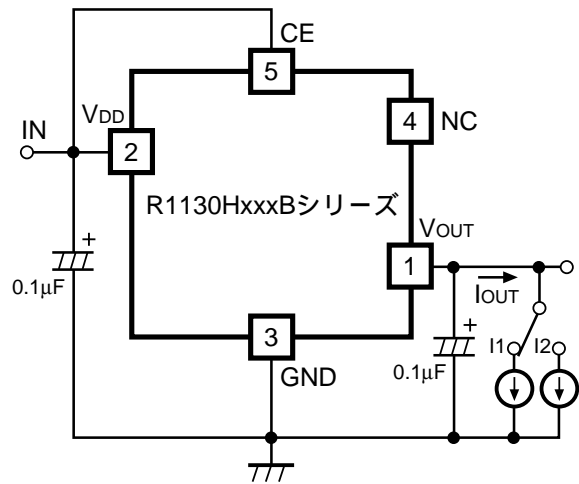 CE
5
VDD
4
NC
IN
2
R1130HxxxBシリーズ
VOUT
1
+
0.1μF
IOUT
3
+
I1
I2
GND
0.1μF